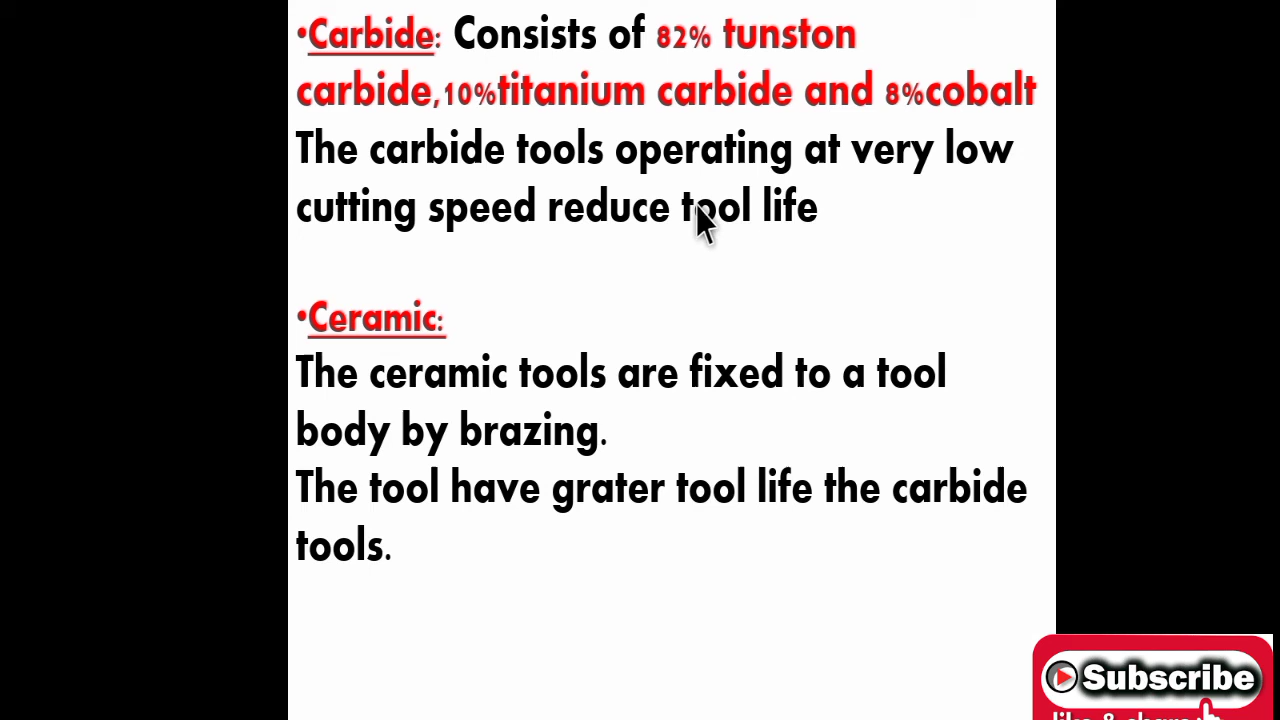 •Carbide: Consists of 82% tunston
carbide,10%titanium carbide and 8%cobalt
The carbide tools operating at very low
cutting speed reduce tool life
•Ceramic:
The ceramic tools are fixed to a tool
body by brazing.
The tool have grater tool life the carbide
tools.
Subscribe
like & share